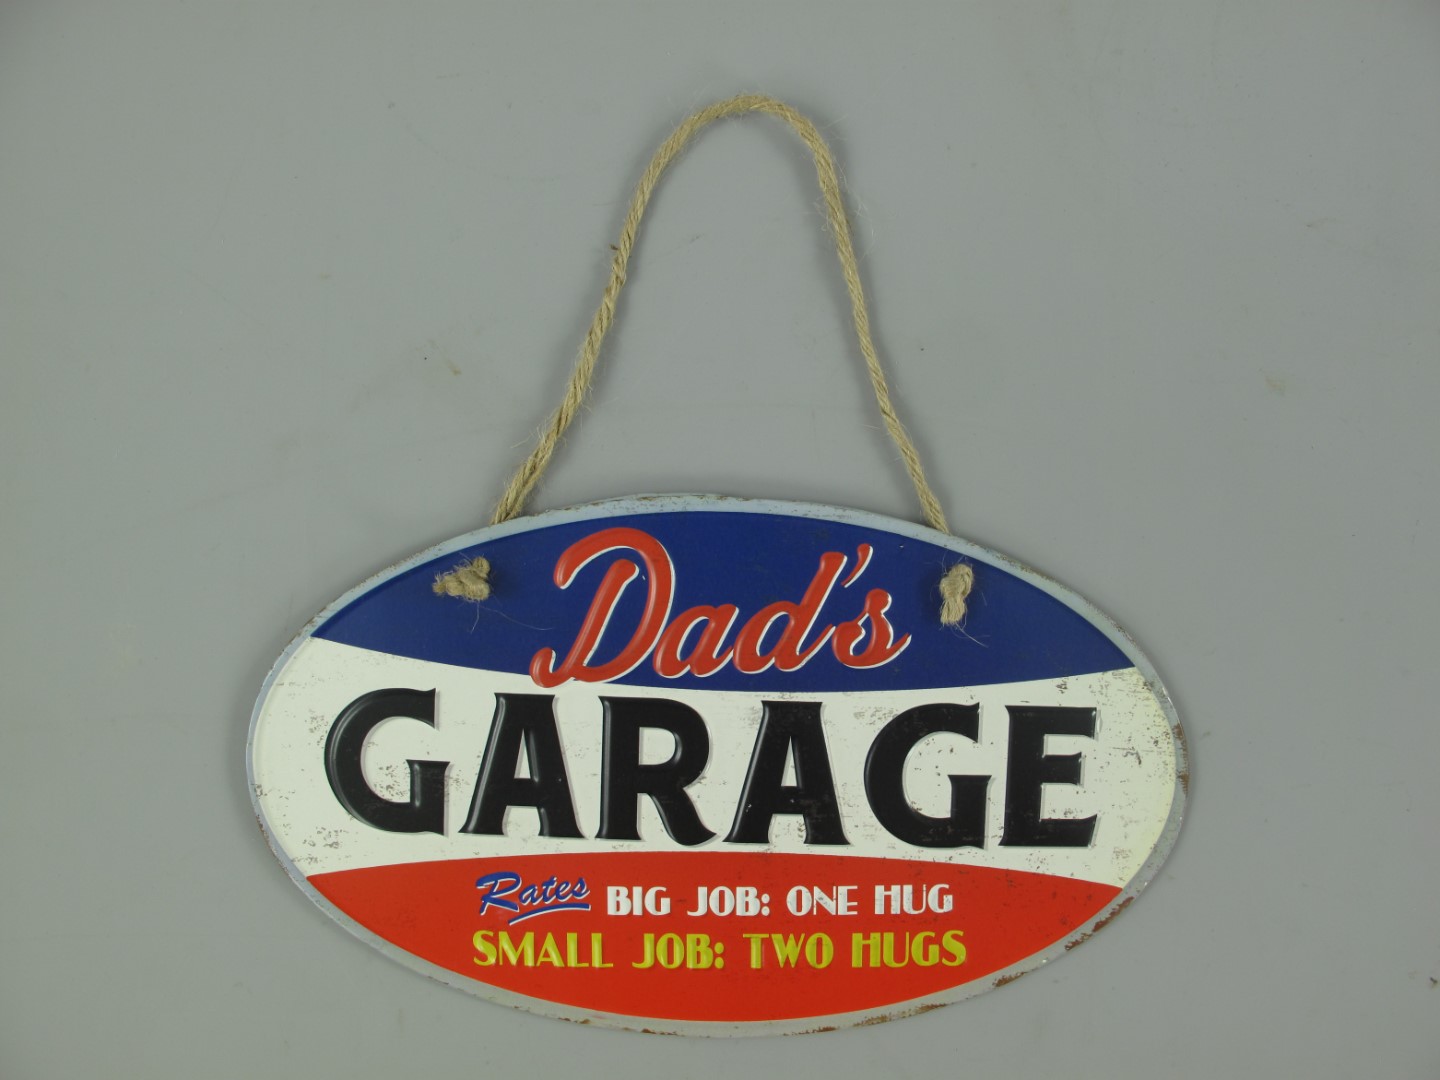 Dad's
GARAGE
Rates BIG JOB: ONE HUG
SMALL JOB: TWO HUGS